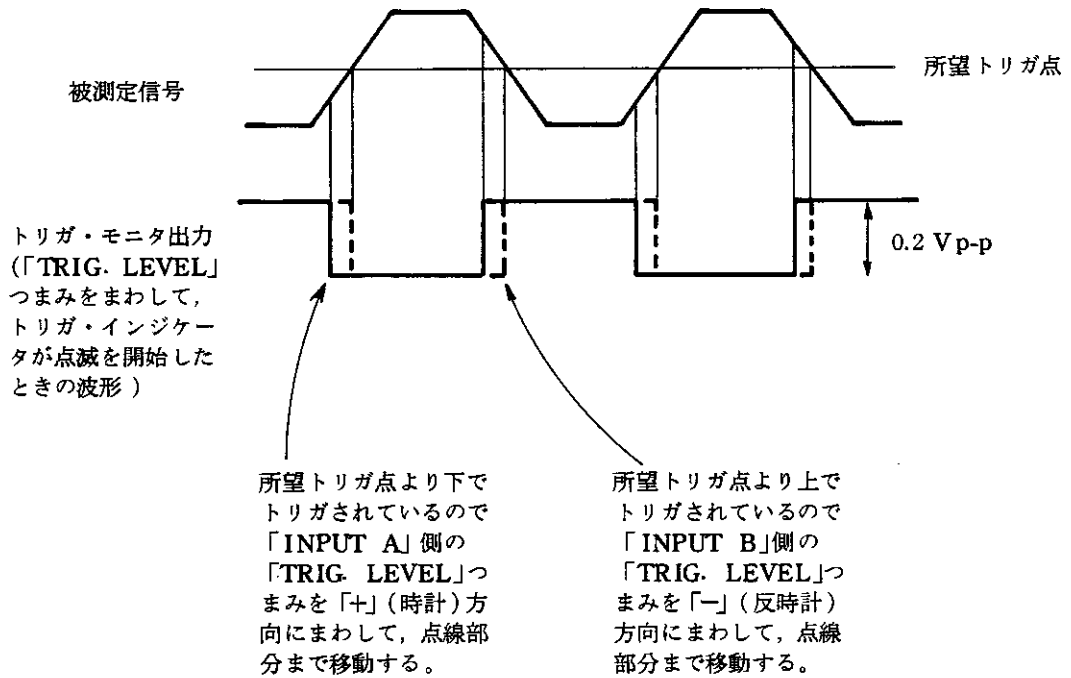 被測定信号
所望トリガ点
トリガ・モニタ出力
(「TRIG. LEVEL」
つまみをまわして,
トリガ・インジケー
タが点滅を開始した
ときの波形 )
0.2 Vp-p
所望トリガ点より下で
トリガされているので
「INPUT A」側の
「TRIG. LEVEL」つ
まみを「+」(時計)方
向にまわして, 点線部
分まで移動する。
所望トリガ点より上で
トリガされているので
「INPUT B」側の
「TRIG. LEVEL」つ
まみを「−」(反時計)
方向にまわして, 点線
部分まで移動する。